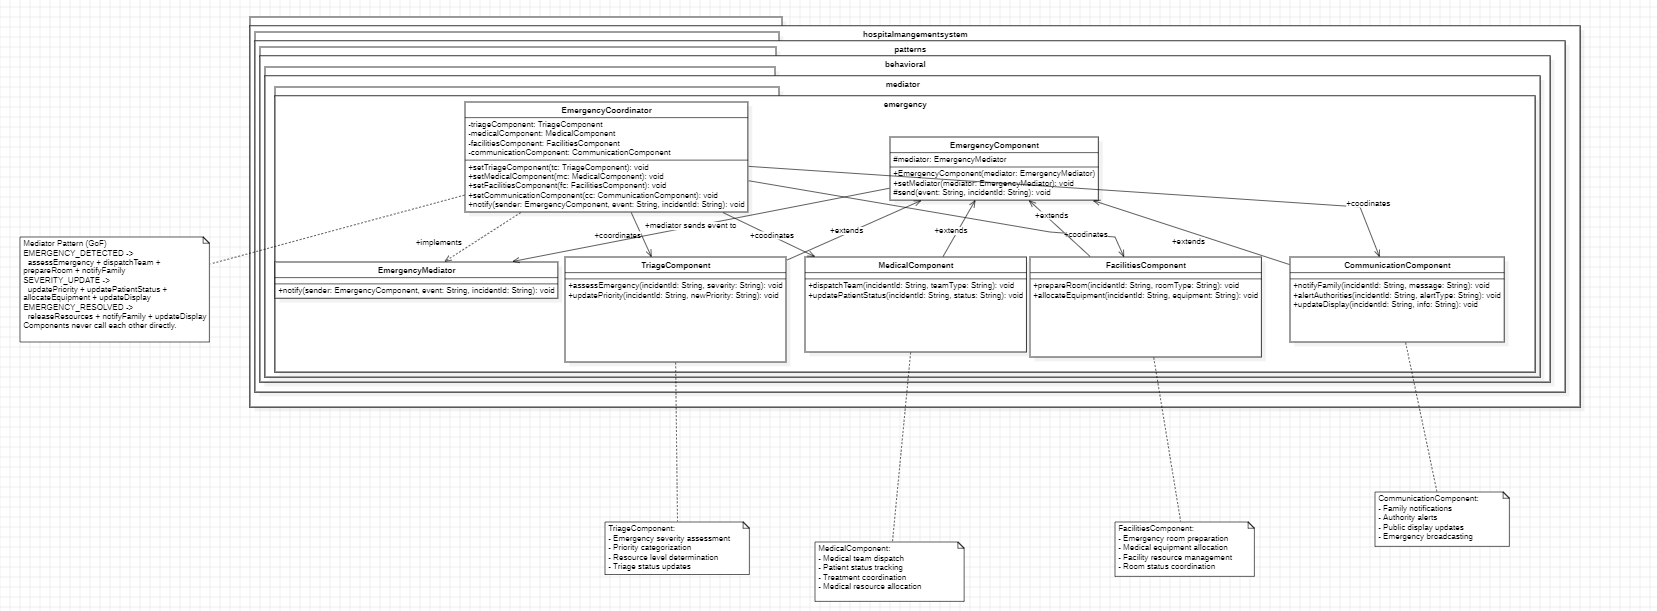 hospitalmangementsystem
patterns
behavioral
mediator
emergency
EmergencyCoordinator
-triageComponent: TriageComponent
-medicalComponent: MedicalComponent
-facilitiesComponent: FacilitiesComponent
-communicationComponent: CommunicationComponent
+setTriageComponent(tc: TriageComponent): void
+setMedicalComponent(mc: MedicalComponent): void
+setFacilitiesComponent(fc: FacilitiesComponent): void
+setCommunicationComponent(cc: CommunicationComponent): void
+notify(sender: EmergencyComponent, event: String, incidentId: String): void
EmergencyComponent
#mediator: EmergencyMediator
+EmergencyComponent(mediator: EmergencyMediator)
+setMediator(mediator: EmergencyMediator): void
#send(event: String, incidentId: String): void
+coodinates
+mediator sends event to
+extends
+implements
+coordinates
+coodinates
+extends
+extends
+coodinates
+extends
Mediator Pattern (GoF)
EMERGENCY_DETECTED ->
assessEmergency + dispatchTeam +
prepareRoom + notifyFamily
SEVERITY_UPDATE ->
updatePriority + updatePatientStatus +
allocateEquipment + updateDisplay
EMERGENCY_RESOLVED ->
releaseResources + notifyFamily + updateDisplay
Components never call each other directly.
EmergencyMediator
+notify(sender: EmergencyComponent, event: String, incidentId: String): void
TriageComponent
+assessEmergency(incidentId: String, severity: String): void
+updatePriority(incidentId: String, newPriority: String): void
MedicalComponent
+dispatchTeam(incidentId: String, teamType: String): void
+updatePatientStatus(incidentId: String, status: String): void
FacilitiesComponent
+prepareRoom(incidentId: String, roomType: String): void
+allocateEquipment(incidentId: String, equipment: String): void
CommunicationComponent
+notifyFamily(incidentId: String, message: String): void
+alertAuthorities(incidentId: String, alertType: String): void
+updateDisplay(incidentId: String, info: String): void
TriageComponent:
- Emergency severity assessment
- Priority categorization
- Resource level determination
- Triage status updates
MedicalComponent:
- Medical team dispatch
- Patient status tracking
- Treatment coordination
- Medical resource allocation
FacilitiesComponent:
- Emergency room preparation
- Medical equipment allocation
- Facility resource management
- Room status coordination
CommunicationComponent:
- Family notifications
- Authority alerts
- Public display updates
- Emergency broadcasting